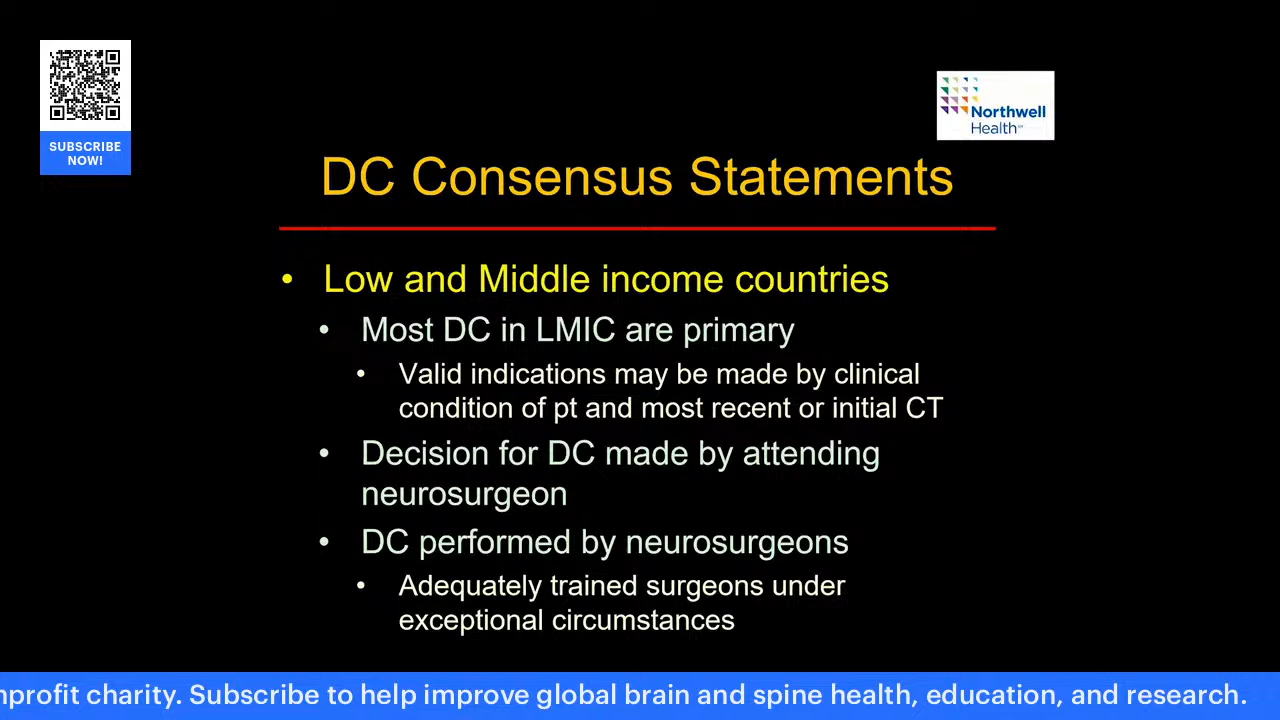 SUBSCRIBE
NOW!
Northwell
Health
DC Consensus Statements
• Low and Middle income countries
• Most DC in LMIC are primary
• Valid indications may be made by clinical
condition of pt and most recent or initial CT
• Decision for DC made by attending
neurosurgeon
• DC performed by neurosurgeons
• Adequately trained surgeons under
exceptional circumstances
nprofit charity. Subscribe to help improve global brain and spine health, education, and research.